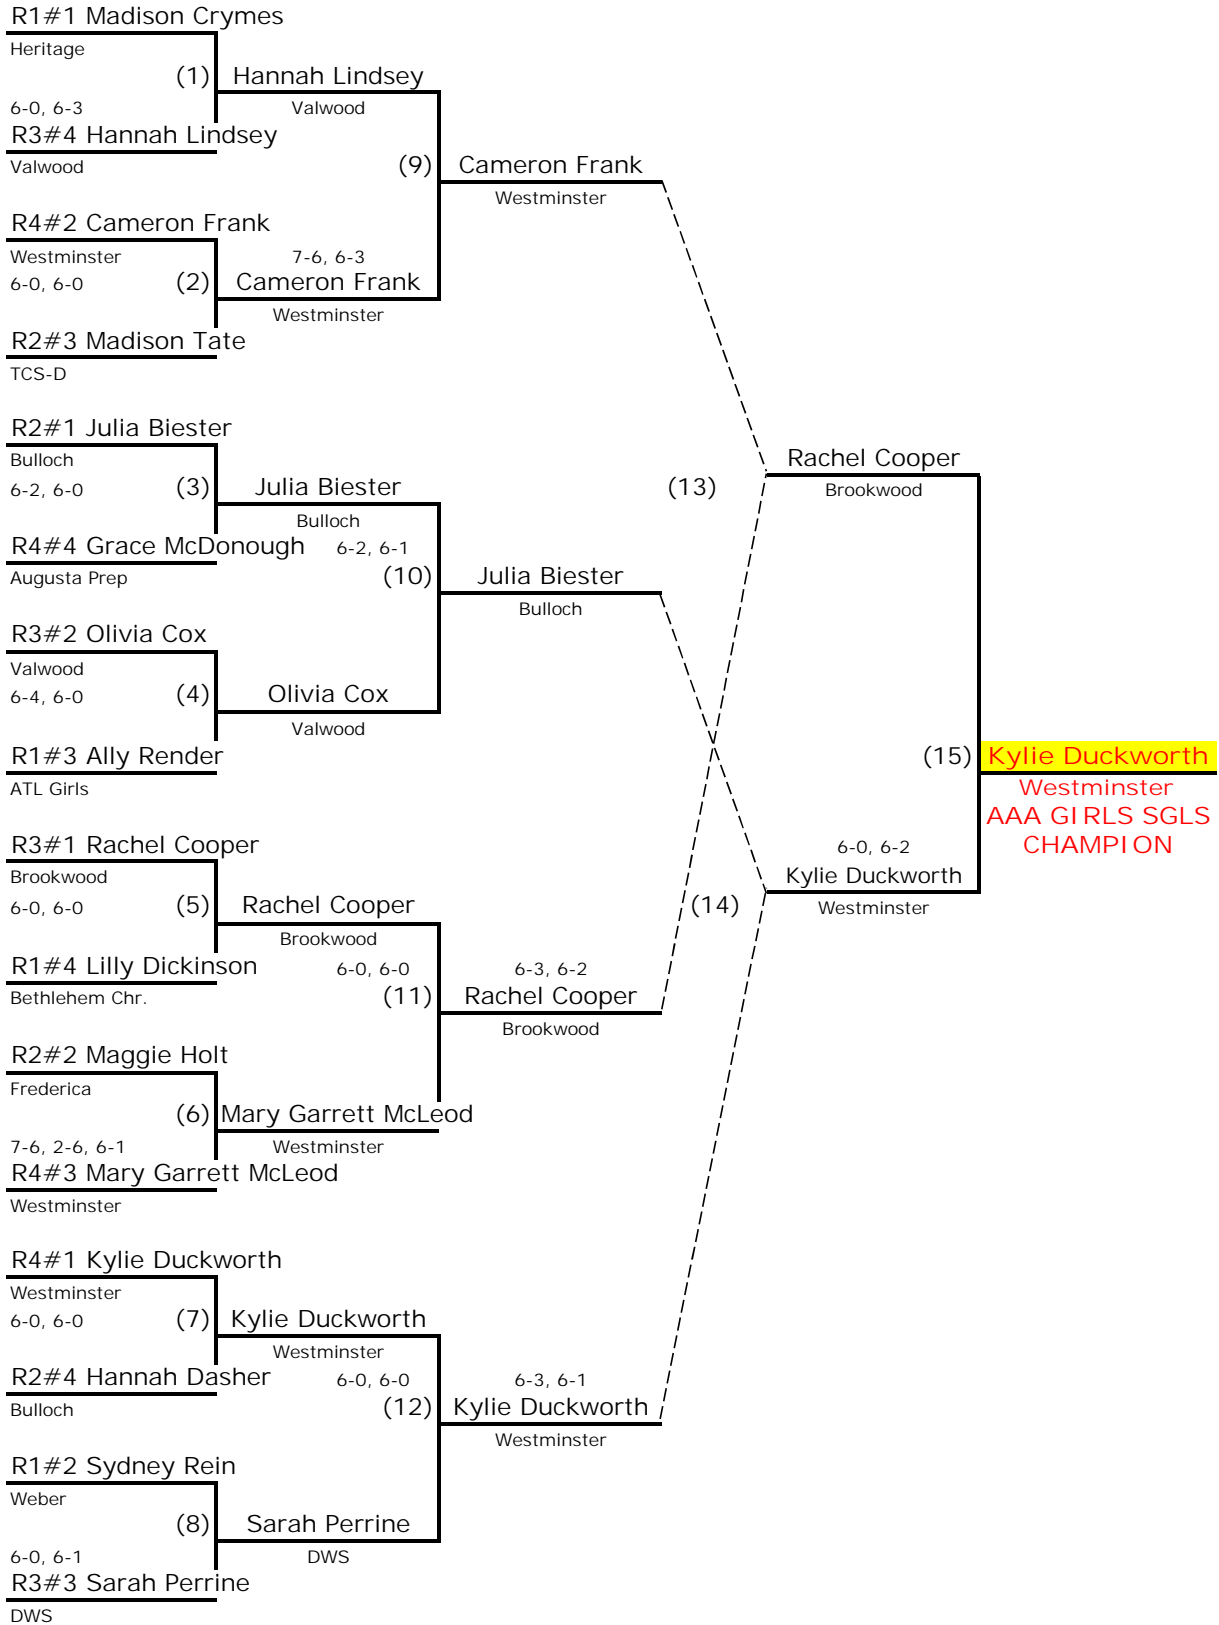 R1#1 Madison Crymes
Heritage
(1)
Hannah Lindsey
6-0, 6-3
Valwood
R3#4 Hannah Lindsey
Valwood
(9)
Cameron Frank
Westminster
R4#2 Cameron Frank
Westminster
7-6, 6-3
6-0, 6-0
(2)
Cameron Frank
Westminster
R2#3 Madison Tate
TCS-D
R2#1 Julia Biester
Bulloch
Rachel Cooper
6-2, 6-0
(3)
Julia Biester
(13)
Brookwood
Bulloch
R4#4 Grace McDonough
6-2, 6-1
Augusta Prep
(10)
Julia Biester
Bulloch
R3#2 Olivia Cox
Valwood
6-4, 6-0
(4)
Olivia Cox
Valwood
R1#3 Ally Render
(15)
Kylie Duckworth
ATL Girls
Westminster
AAA GIRLS SGLS
CHAMPION
R3#1 Rachel Cooper
6-0, 6-2
Brookwood
Kylie Duckworth
6-0, 6-0
(5)
Rachel Cooper
(14)
Westminster
Brookwood
R1#4 Lilly Dickinson
6-0, 6-0
6-3, 6-2
Bethlehem Chr.
(11)
Rachel Cooper
Brookwood
R2#2 Maggie Holt
Frederica
(6)
Mary Garrett McLeod
7-6, 2-6, 6-1
Westminster
R4#3 Mary Garrett McLeod
Westminster
R4#1 Kylie Duckworth
Westminster
6-0, 6-0
(7)
Kylie Duckworth
Westminster
R2#4 Hannah Dasher
6-0, 6-0
6-3, 6-1
Bulloch
(12)
Kylie Duckworth
Westminster
R1#2 Sydney Rein
Weber
(8)
Sarah Perrine
6-0, 6-1
DWS
R3#3 Sarah Perrine
DWS